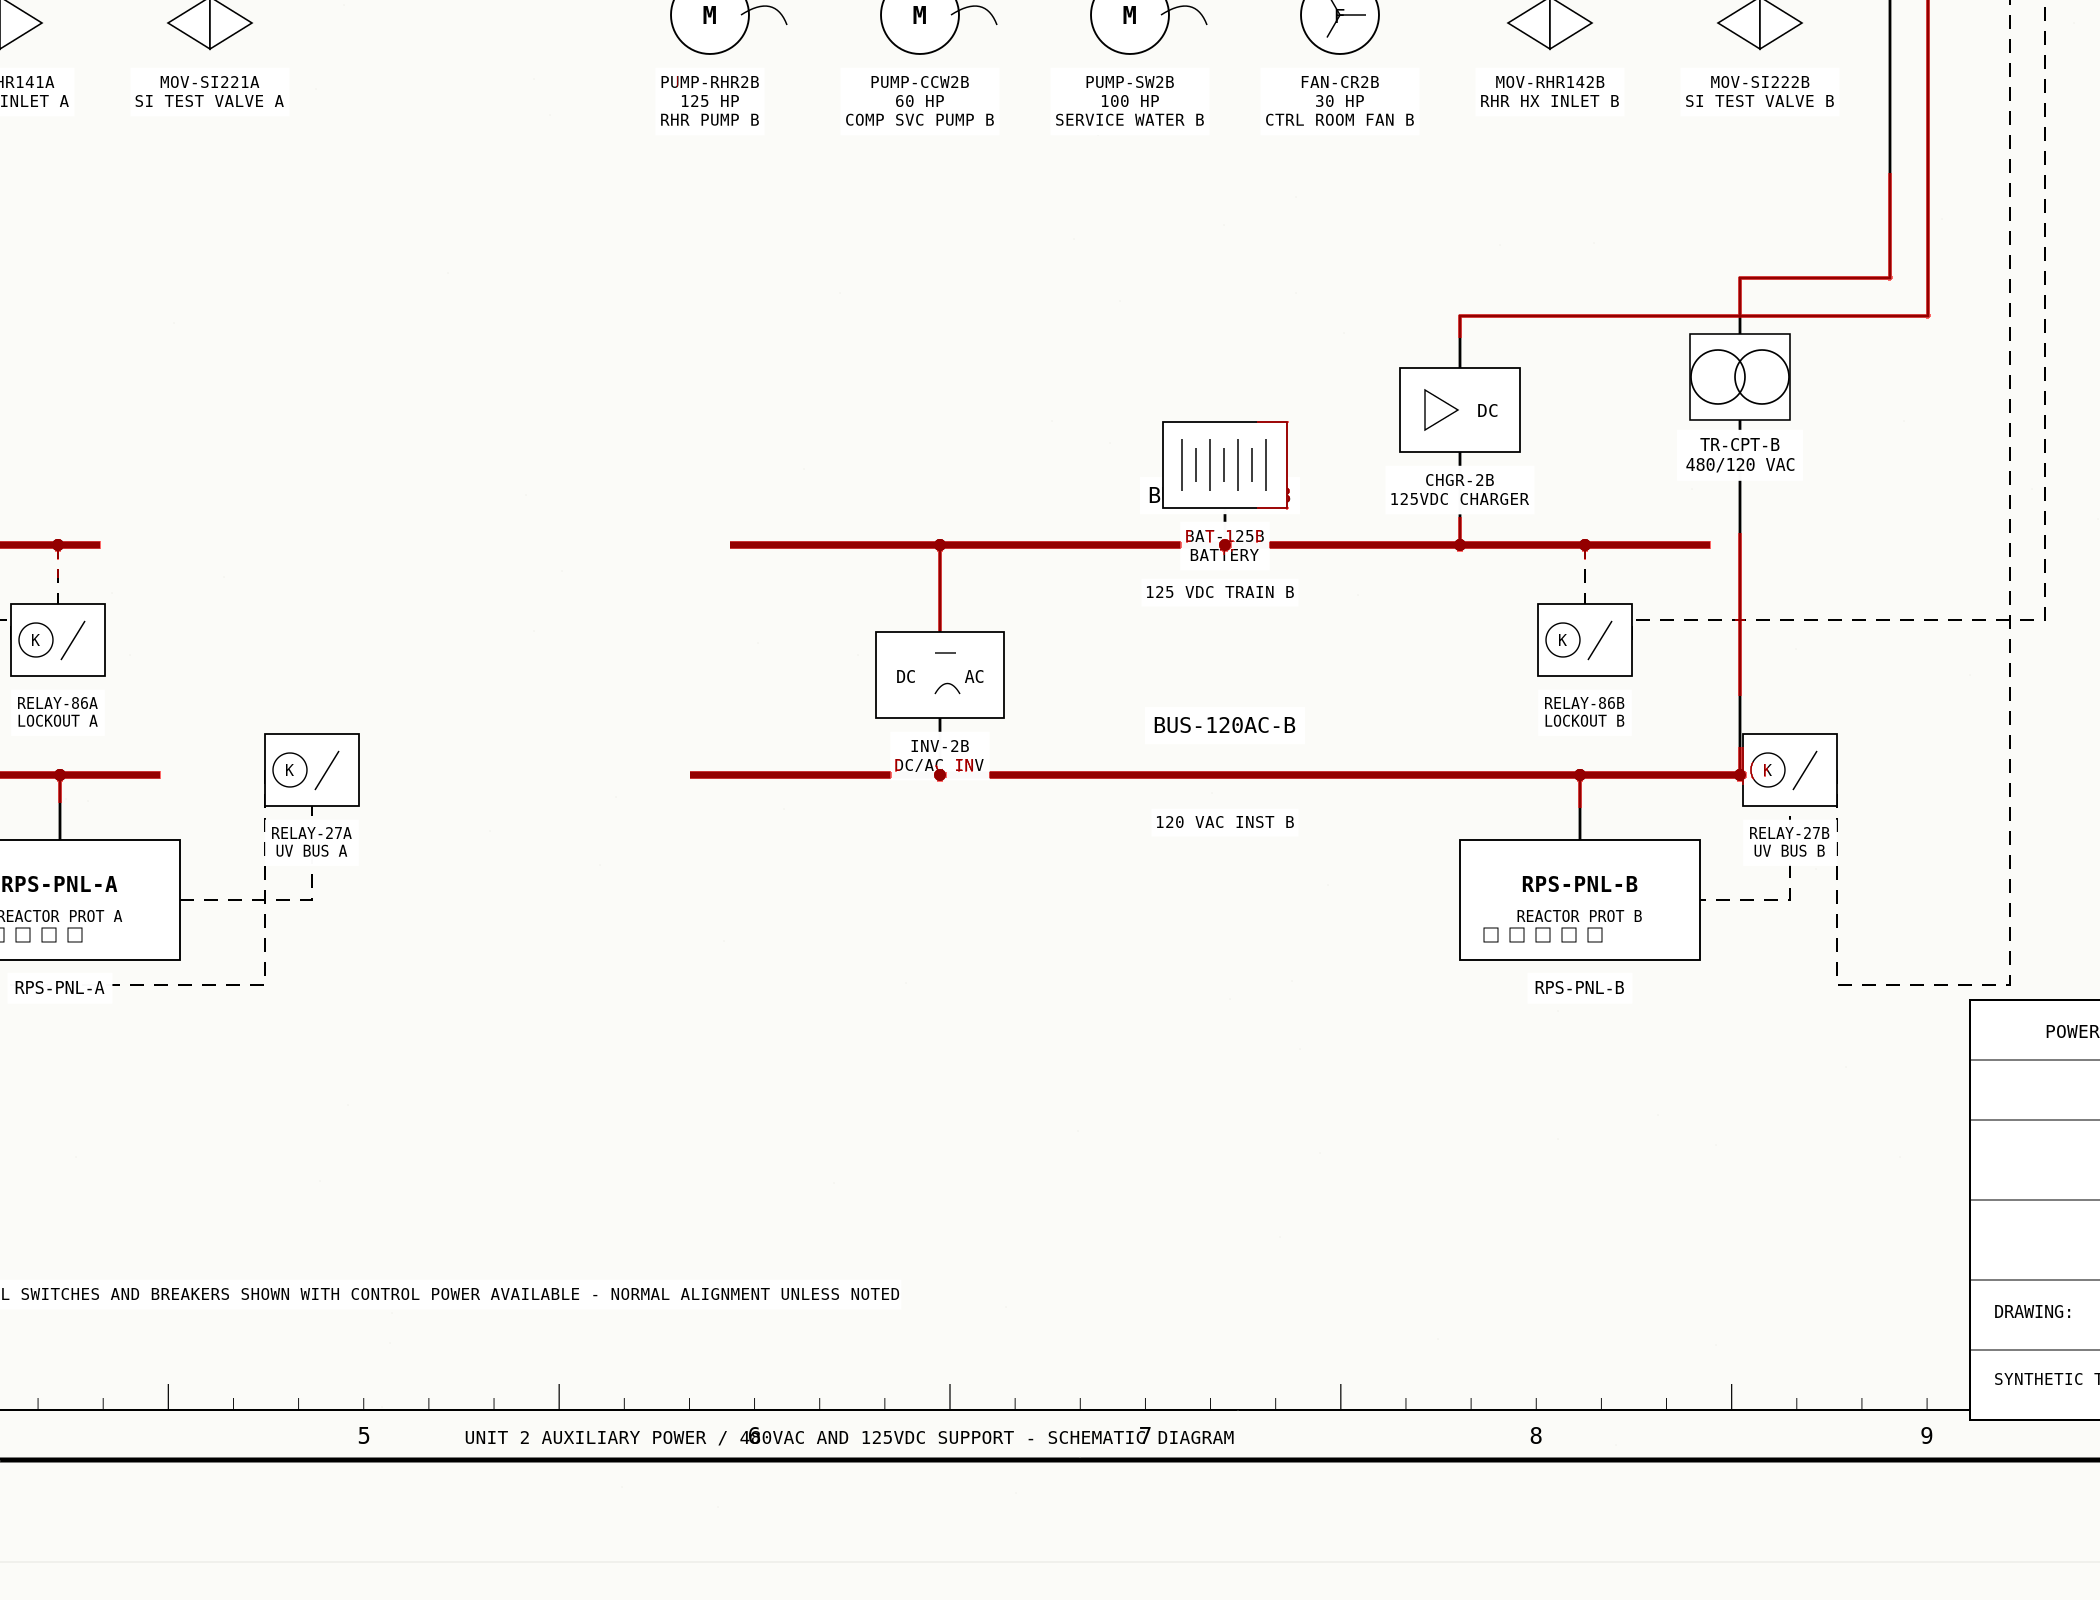 HR141A
INLET A
MOV-SI221A
SI TEST VALVE A
M
PUMP-RHR2B
125 HP
RHR PUMP B
M
PUMP-CCW2B
60 HP
COMP SVC PUMP B
M
PUMP-SW2B
100 HP
SERVICE WATER B
F
FAN-CR2B
30 HP
CTRL ROOM FAN B
MOV-RHR142B
RHR HX INLET B
MOV-SI222B
SI TEST VALVE B
DC
CHGR-2B
125VDC CHARGER
TR-CPT-B
480/120 VAC
BAT-125B
BATTERY
125 VDC TRAIN B
K
RELAY-86A
LOCKOUT A
DC AC
INV-2B
DC/AC INV
BUS-120AC-B
120 VAC INST B
K
RELAY-86B
LOCKOUT B
K
RELAY-27A
UV BUS A
K
RELAY-27B
UV BUS B
RPS-PNL-A
REACTOR PROT A
RPS-PNL-A
RPS-PNL-B
REACTOR PROT B
RPS-PNL-B
POWER
L SWITCHES AND BREAKERS SHOWN WITH CONTROL POWER AVAILABLE - NORMAL ALIGNMENT UNLESS NOTED
DRAWING:
SYNTHETIC T
5 6 7 8 9
UNIT 2 AUXILIARY POWER / 480VAC AND 125VDC SUPPORT - SCHEMATIC DIAGRAM